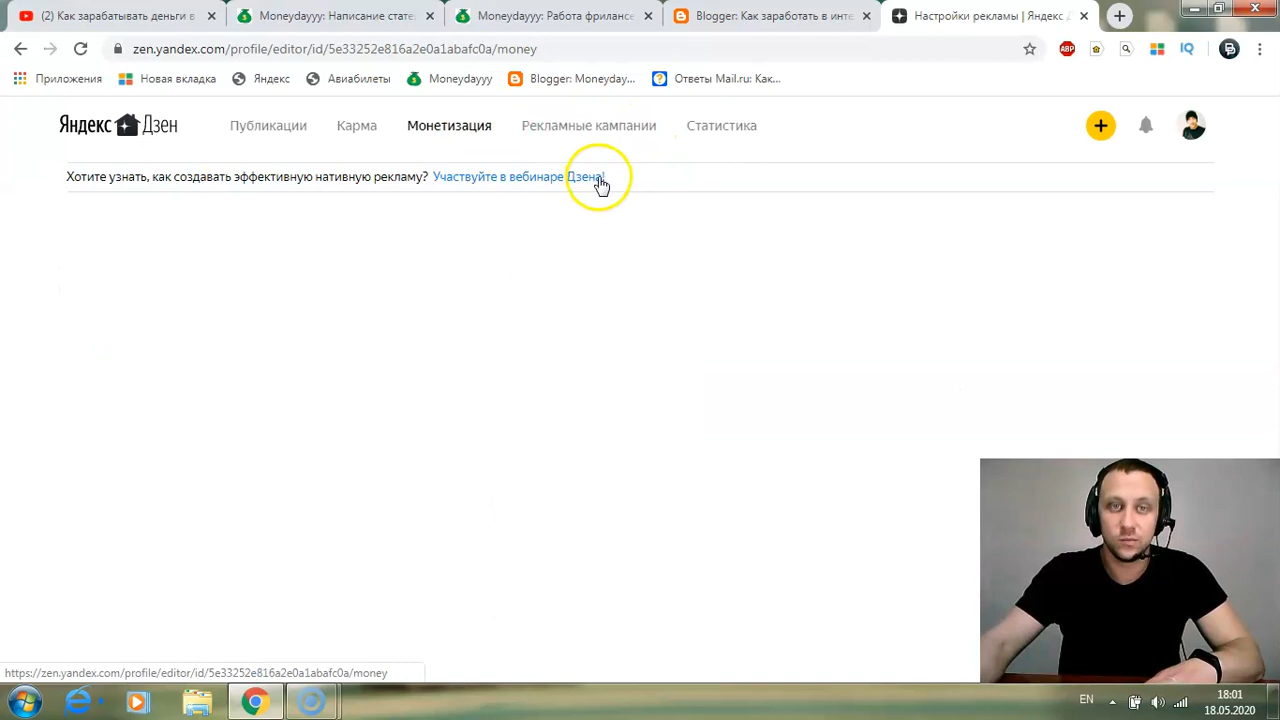 (2) Как зарабатывать деньги в
Moneydayyy: Написание стат
Moneydayyy: Работа фрилансе
Blogger: Как заработать в инте
Настройки рекламы | Яндекс Д
zen.yandex.com/profile/editor/id/5e33252e816a2e0a1abafc0a/money
ABP
IQ
Приложения
Новая вкладка
Яндекс
Авиабилеты
Moneydayyy
Blogger: Moneyday...
Ответы Mail.ru: Как...
Яндекс Дзен
Публикации
Карма
Монетизация
Рекламные кампании
Статистика
Хотите узнать, как создавать эффективную нативную рекламу? Участвуйте в вебинаре Дзена!
https://zen.yandex.com/profile/editor/id/5e33252e816a2e0a1abafc0a/money
EN
18:01
18.05.2020